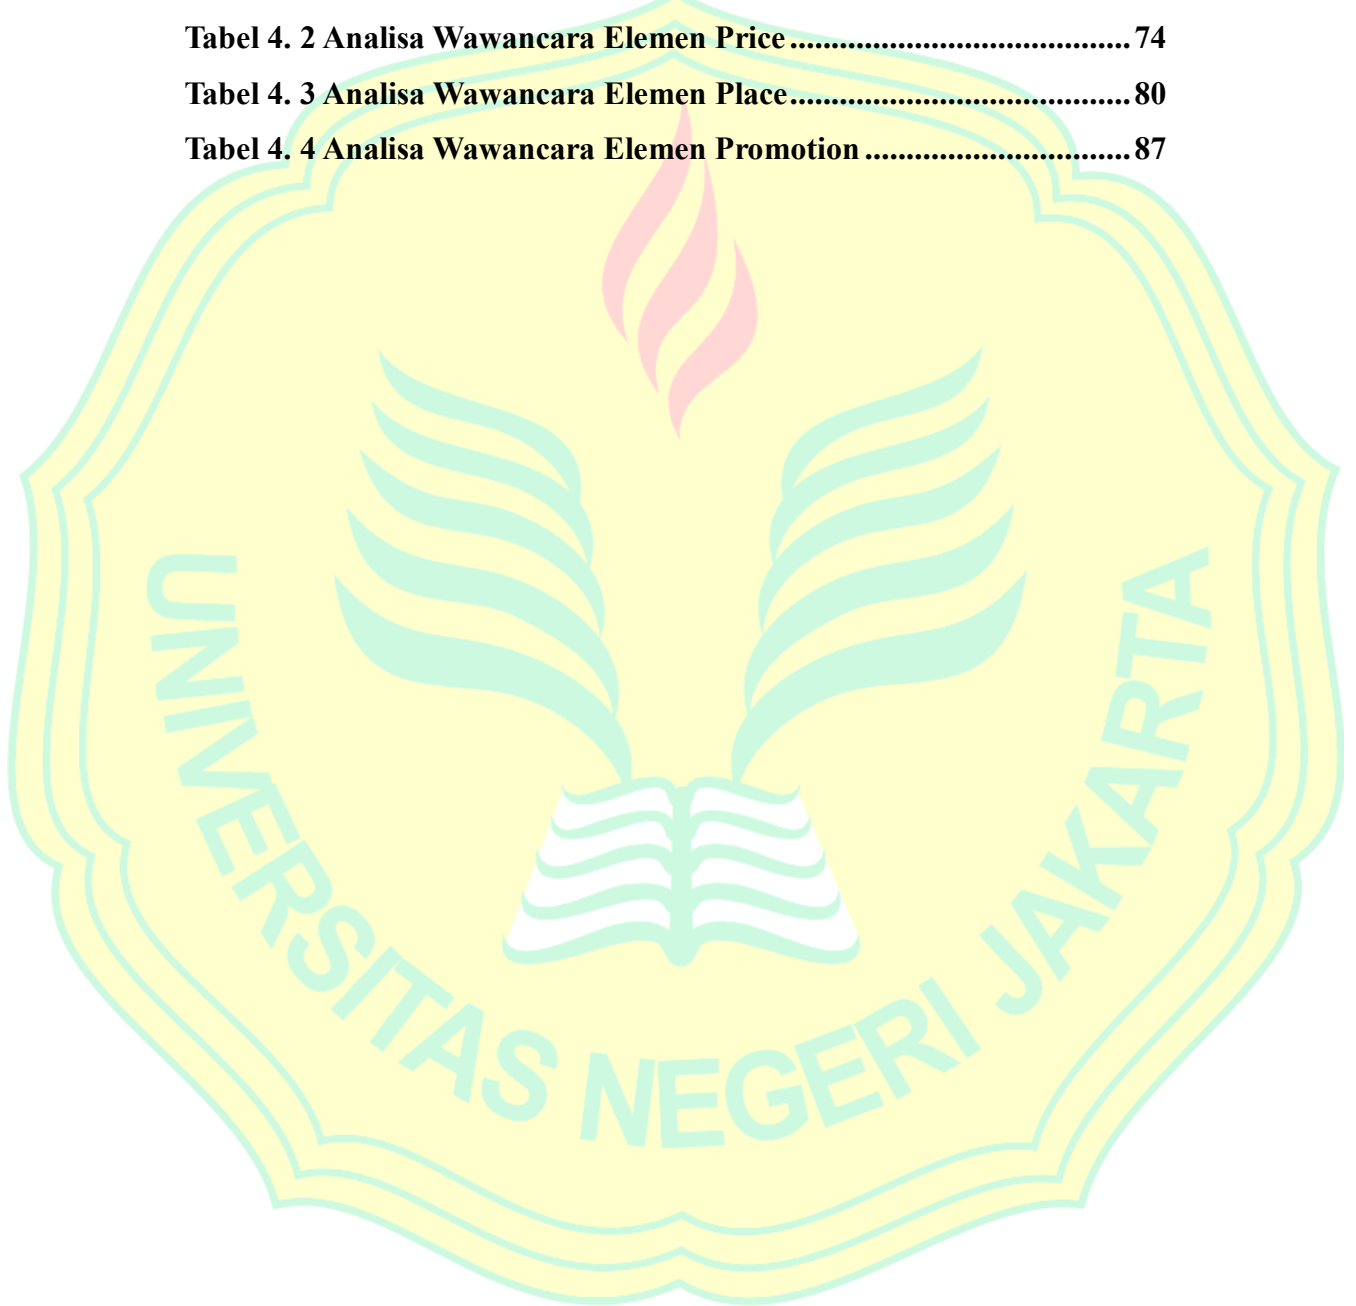 Tabel 4. 2 Analisa Wawancara Elemen Price ......................................... 74
Tabel 4. 3 Analisa Wawancara Elemen Place ......................................... 80
Tabel 4. 4 Analisa Wawancara Elemen Promotion ................................ 87
UNIVERSITAS NEGERI JAKARTA